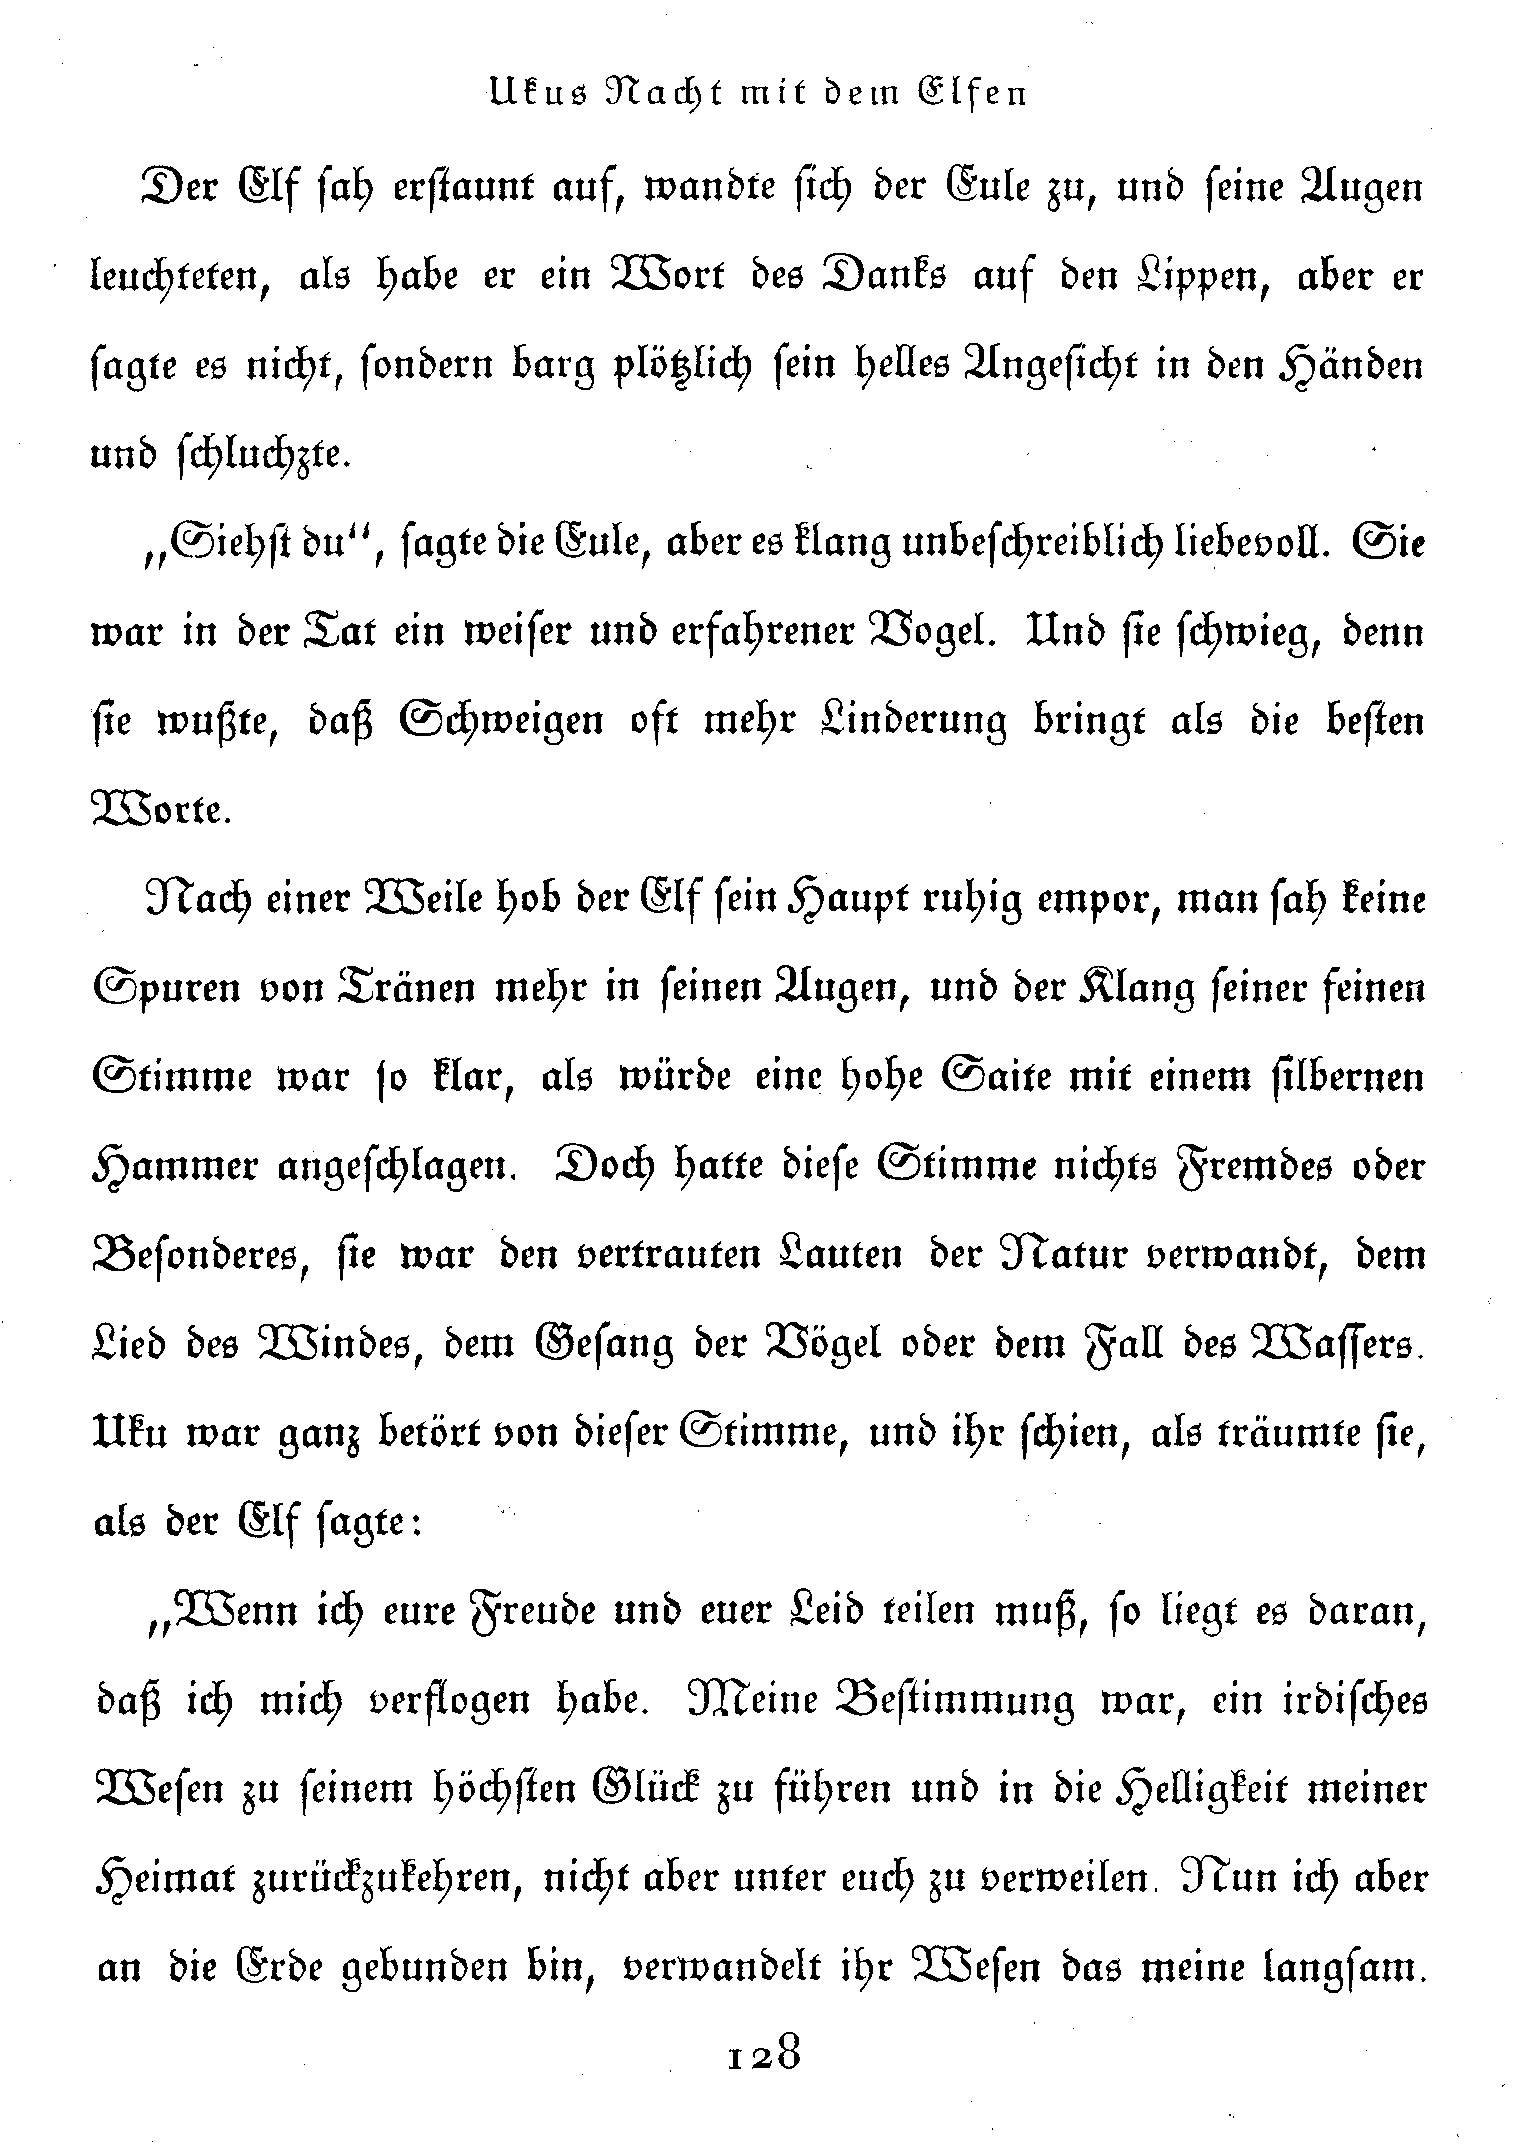 Ukus Nacht mit dem Elfen
Der Elf sah erstaunt auf, wandte sich der Eule zu, und seine Augen
leuchteten, als habe er ein Wort des Danks auf den Lippen, aber er
sagte es nicht, sondern barg plötzlich sein helles Angesicht in den Händen
und schluchzte.
„Siehst du“, sagte die Eule, aber es klang unbeschreiblich liebevoll. Sie
war in der Tat ein weiser und erfahrener Vogel. Und sie schwieg, denn
sie wußte, daß Schweigen oft mehr Linderung bringt als die besten
Worte.
Nach einer Weile hob der Elf sein Haupt ruhig empor, man sah keine
Spuren von Tränen mehr in seinen Augen, und der Klang seiner feinen
Stimme war so klar, als würde eine hohe Saite mit einem silbernen
Hammer angeschlagen. Doch hatte diese Stimme nichts Fremdes oder
Besonderes, sie war den vertrauten Lauten der Natur verwandt, dem
Lied des Windes, dem Gesang der Vögel oder dem Fall des Wassers.
Uku war ganz betört von dieser Stimme, und ihr schien, als träumte sie,
als der Elf sagte:
„Wenn ich eure Freude und euer Leid teilen muß, so liegt es daran,
daß ich mich verflogen habe. Meine Bestimmung war, ein irdisches
Wesen zu seinem höchsten Glück zu führen und in die Helligkeit meiner
Heimat zurückzukehren, nicht aber unter euch zu verweilen. Nun ich aber
an die Erde gebunden bin, verwandelt ihr Wesen das meine langsam.
128